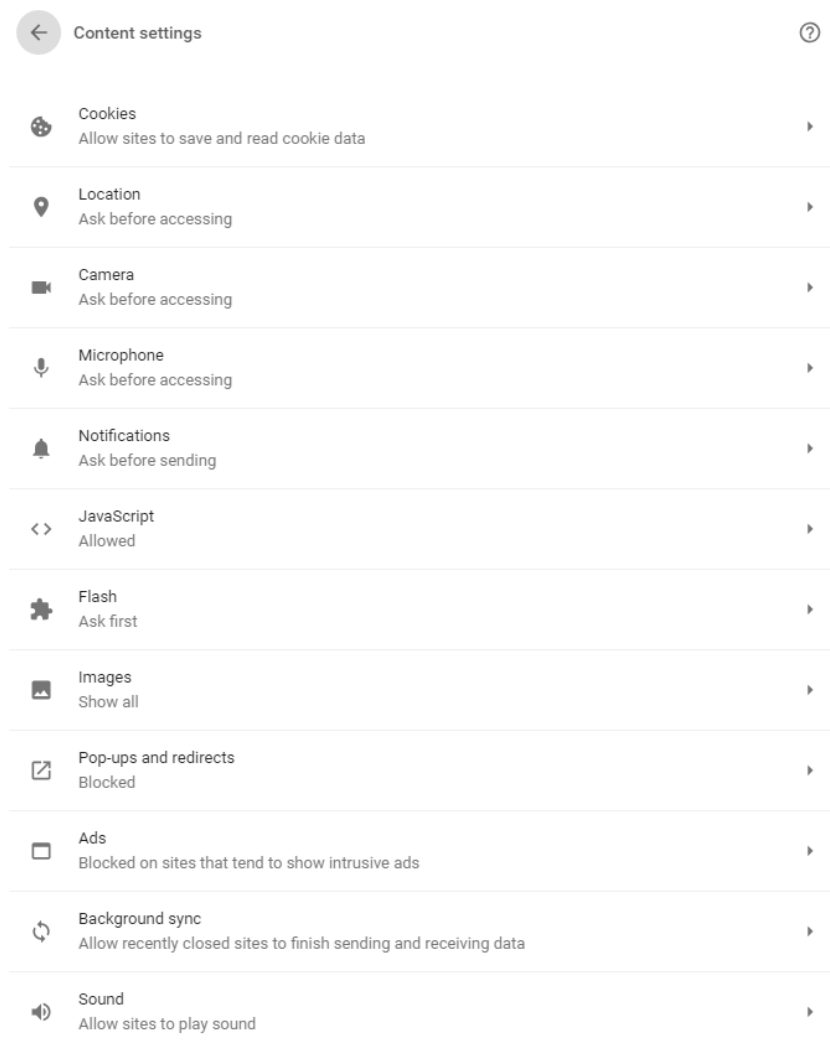 Content settings
Cookies
Allow sites to save and read cookie data
Location
Ask before accessing
Camera
Ask before accessing
Microphone
Ask before accessing
Notifications
Ask before sending
JavaScript
Allowed
Flash
Ask first
Images
Show all
Pop-ups and redirects
Blocked
Ads
Blocked on sites that tend to show intrusive ads
Background sync
Allow recently closed sites to finish sending and receiving data
Sound
Allow sites to play sound